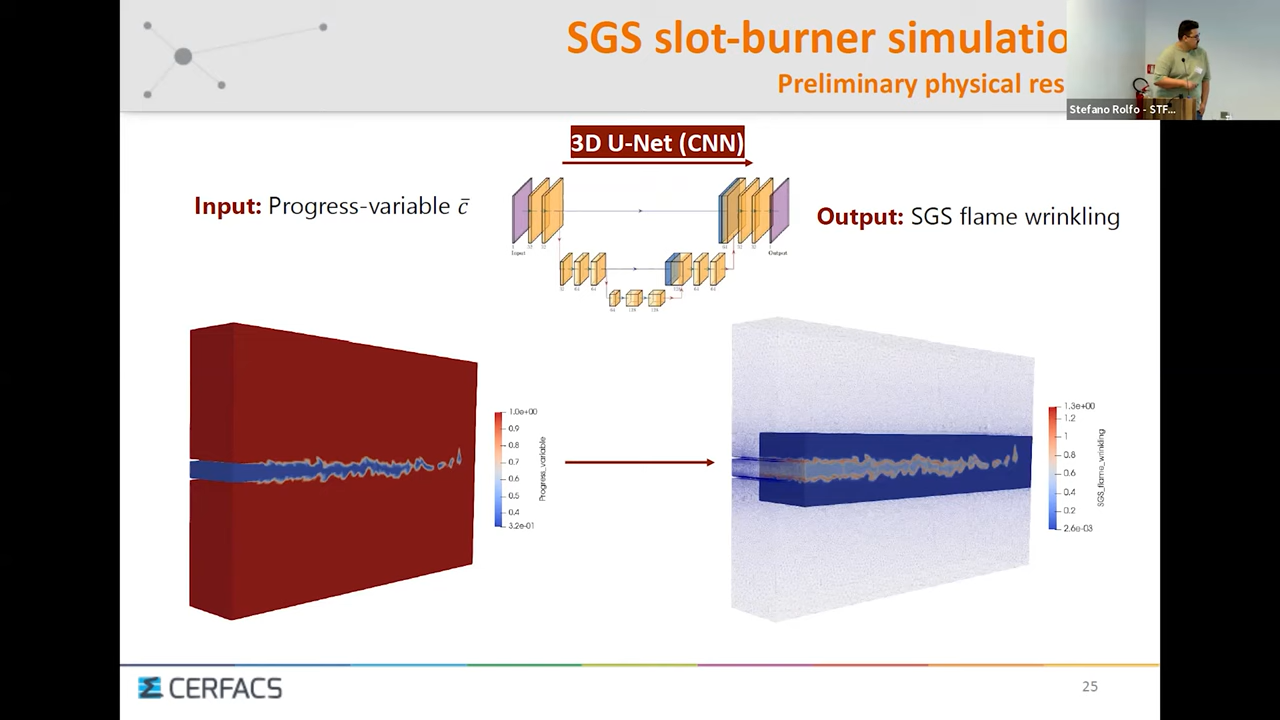 SGS slot-burner simulatio
Preliminary physical res
Stefano Rolfo - STF...
3D U-Net (CNN)
Input: Progress-variable c̄
Output: SGS flame wrinkling
Input
Output
1.0e+00
0.9
0.8
0.7
0.6
0.5
0.4
3.2e-01
Progress_variable
1.3e+00
1.2
1
0.8
0.6
0.4
0.2
2.6e-03
SGS_flame_wrinkling
CERFACS
25